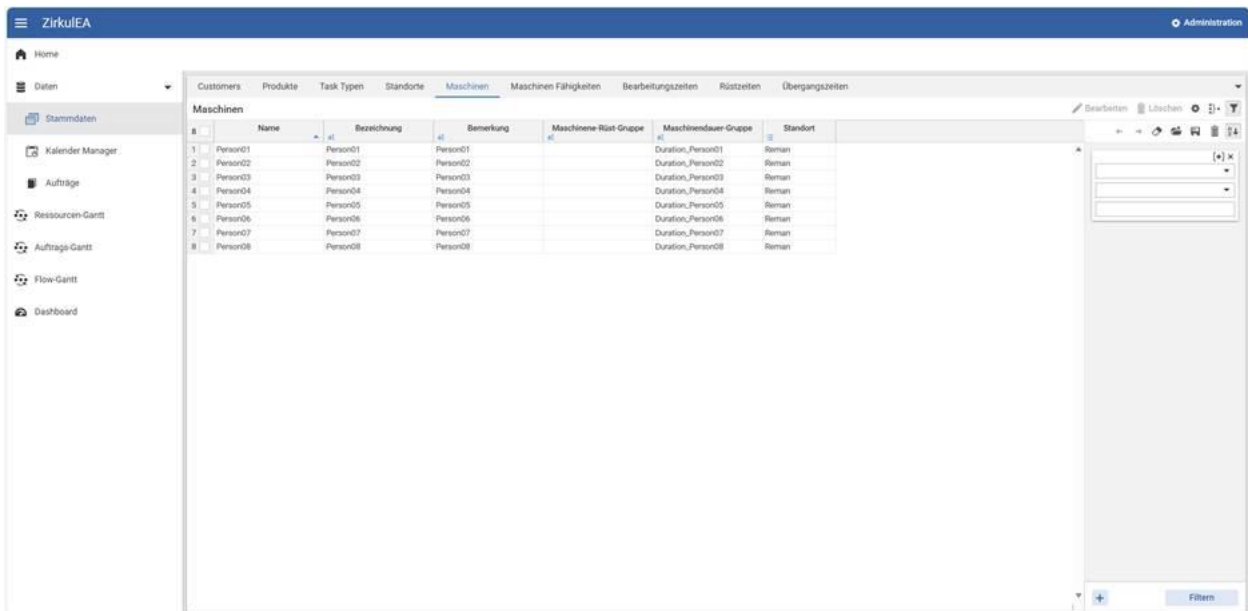 ZirkulEA
Administration
Home
Daten
Stammdaten
Kalender Manager
Aufträge
Ressourcen-Gantt
Auftrags-Gantt
Flow-Gantt
Dashboard
Customers Produkte Task Typen Standorte Maschinen Maschinen Fähigkeiten Bearbeitungszeiten Rüstzeiten Übergangszeiten
Maschinen
Bearbeiten Löschen
8 Name Bezeichnung Bemerkung Maschinene-Rüst-Gruppe Maschinendauer-Gruppe Standort
1 Person01 Person01 Person01 Duration_Person01 Reman
2 Person02 Person02 Person02 Duration_Person02 Reman
3 Person03 Person03 Person03 Duration_Person03 Reman
4 Person04 Person04 Person04 Duration_Person04 Reman
5 Person05 Person05 Person05 Duration_Person05 Reman
6 Person06 Person06 Person06 Duration_Person06 Reman
7 Person07 Person07 Person07 Duration_Person07 Reman
8 Person08 Person08 Person08 Duration_Person08 Reman
Filtern